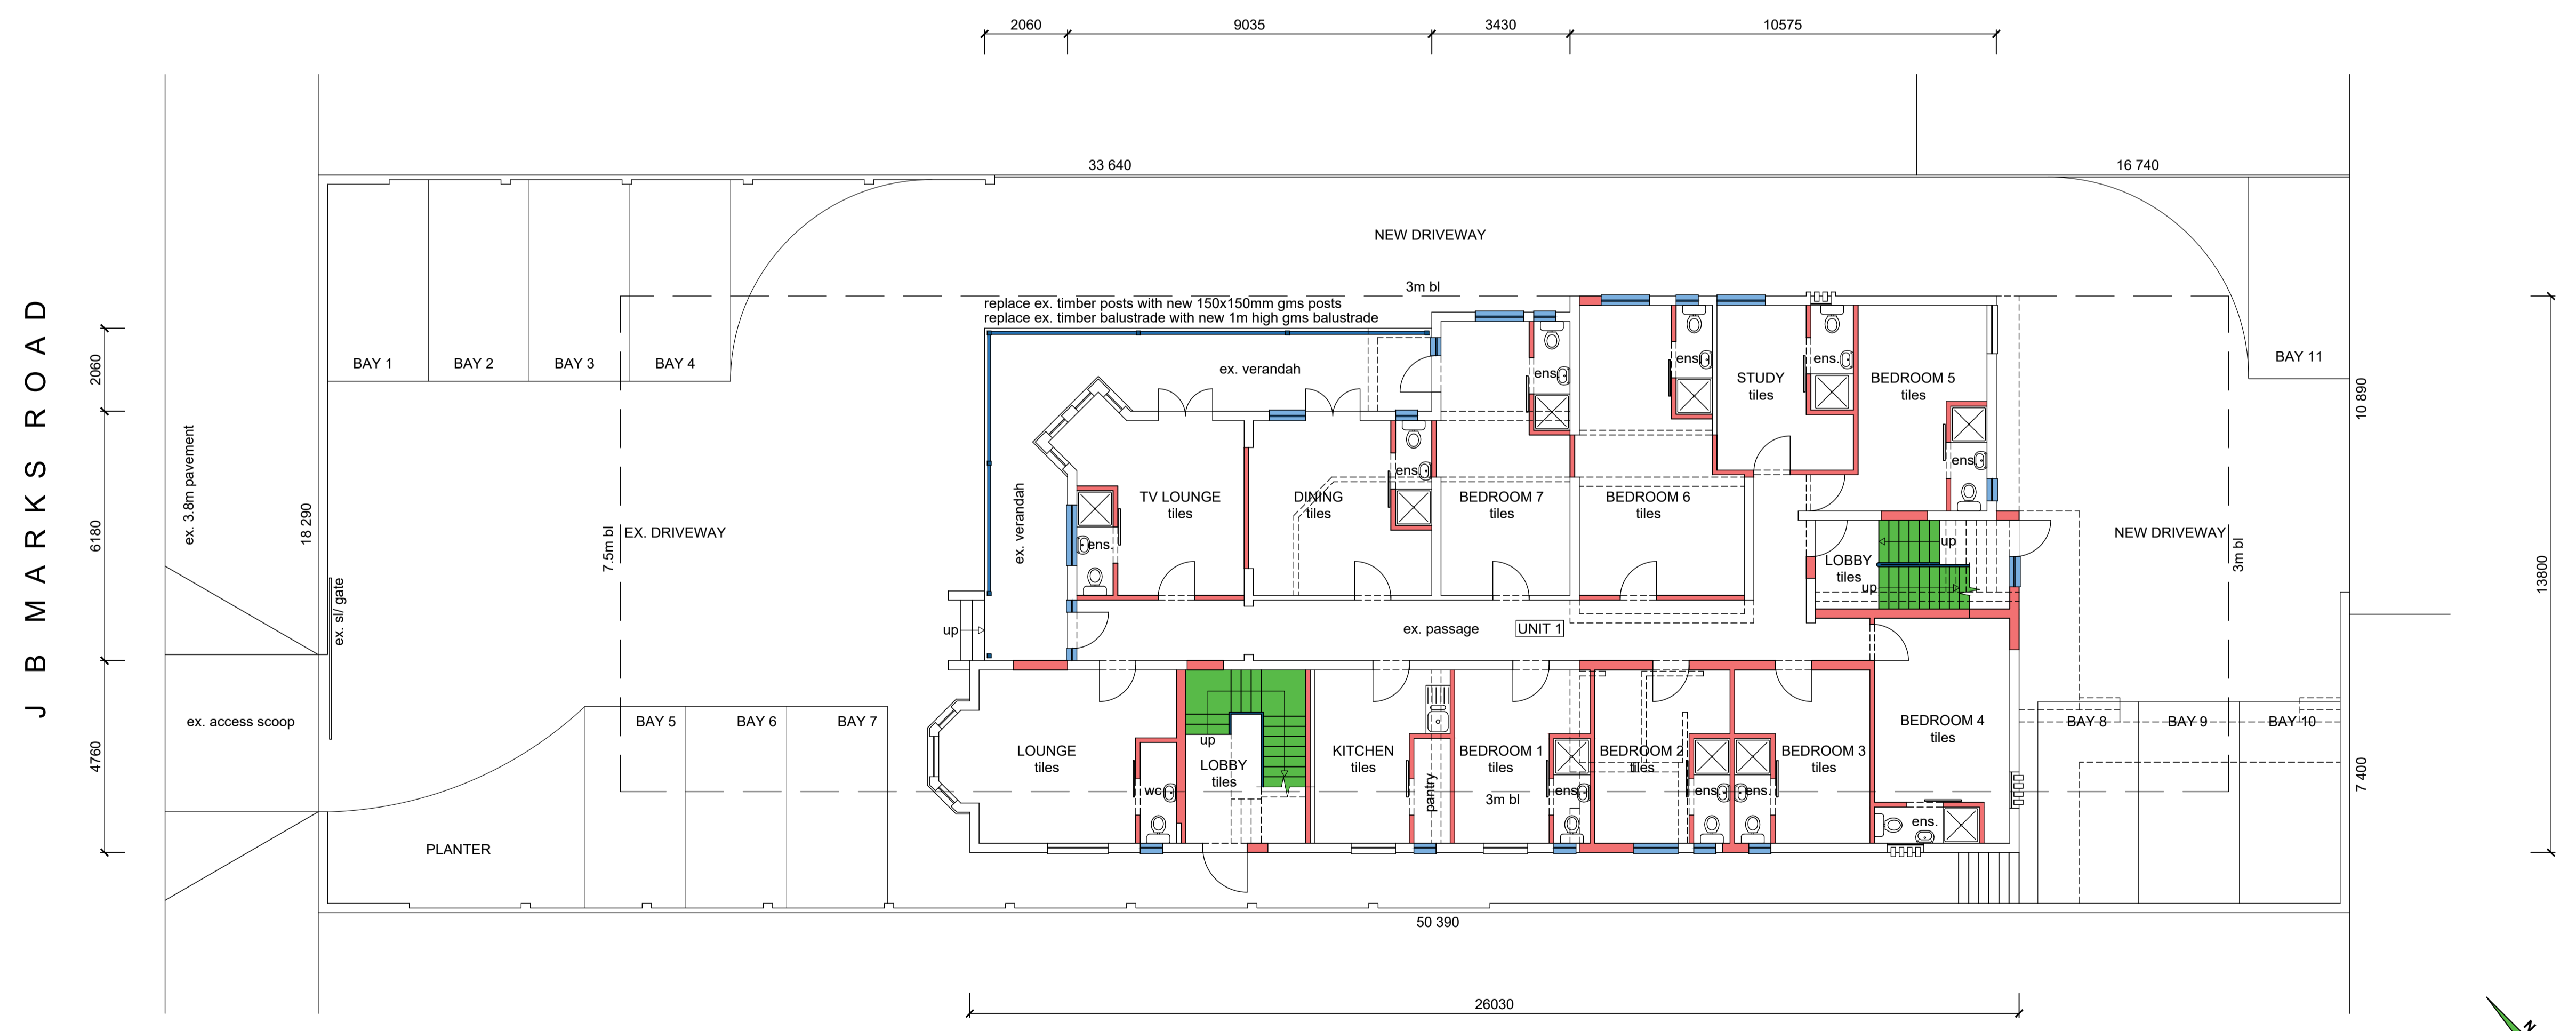 2060
9035
3430
10575
33 640
16 740
NEW DRIVEWAY
3m bl
replace ex. timber posts with new 150x150mm gms posts
replace ex. timber balustrade with new 1m high gms balustrade
BAY 1
BAY 2
BAY 3
BAY 4
BAY 11
ex. verandah
ens.
ens.
ens.
STUDY
tiles
BEDROOM 5
tiles
J B MARKS ROAD
2060
6180
4760
ex. 3.8m pavement
18 290
ex. sl/ gate
7.5m bl
EX. DRIVEWAY
ex. verandah
TV LOUNGE
tiles
ens.
DINING
tiles
ens.
BEDROOM 7
tiles
BEDROOM 6
tiles
ens.
LOBBY
tiles
up
up
NEW DRIVEWAY
3m bl
10 890
13800
up
ex. passage
UNIT 1
ex. access scoop
BAY 5
BAY 6
BAY 7
LOUNGE
tiles
wc
up
LOBBY
tiles
KITCHEN
tiles
pantry
BEDROOM 1
tiles
3m bl
ens.
BEDROOM 2
tiles
ens.
ens.
BEDROOM 3
tiles
BEDROOM 4
tiles
ens.
BAY 8
BAY 9
BAY 10
7 400
PLANTER
50 390
26030
N